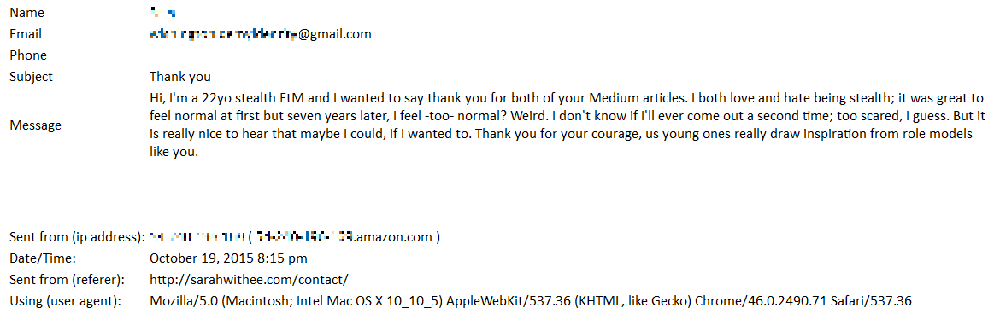 Name
Email @gmail.com
Phone
Subject Thank you
Hi, I'm a 22yo stealth FtM and I wanted to say thank you for both of your Medium articles. I both love and hate being stealth; it was great to
feel normal at first but seven years later, I feel -too- normal? Weird. I don't know if I'll ever come out a second time; too scared, I guess. But it
Message is really nice to hear that maybe I could, if I wanted to. Thank you for your courage, us young ones really draw inspiration from role models
like you.
Sent from (ip address): ( .amazon.com )
Date/Time: October 19, 2015 8:15 pm
Sent from (referer): http://sarahwithee.com/contact/
Using (user agent): Mozilla/5.0 (Macintosh; Intel Mac OS X 10_10_5) AppleWebKit/537.36 (KHTML, like Gecko) Chrome/46.0.2490.71 Safari/537.36